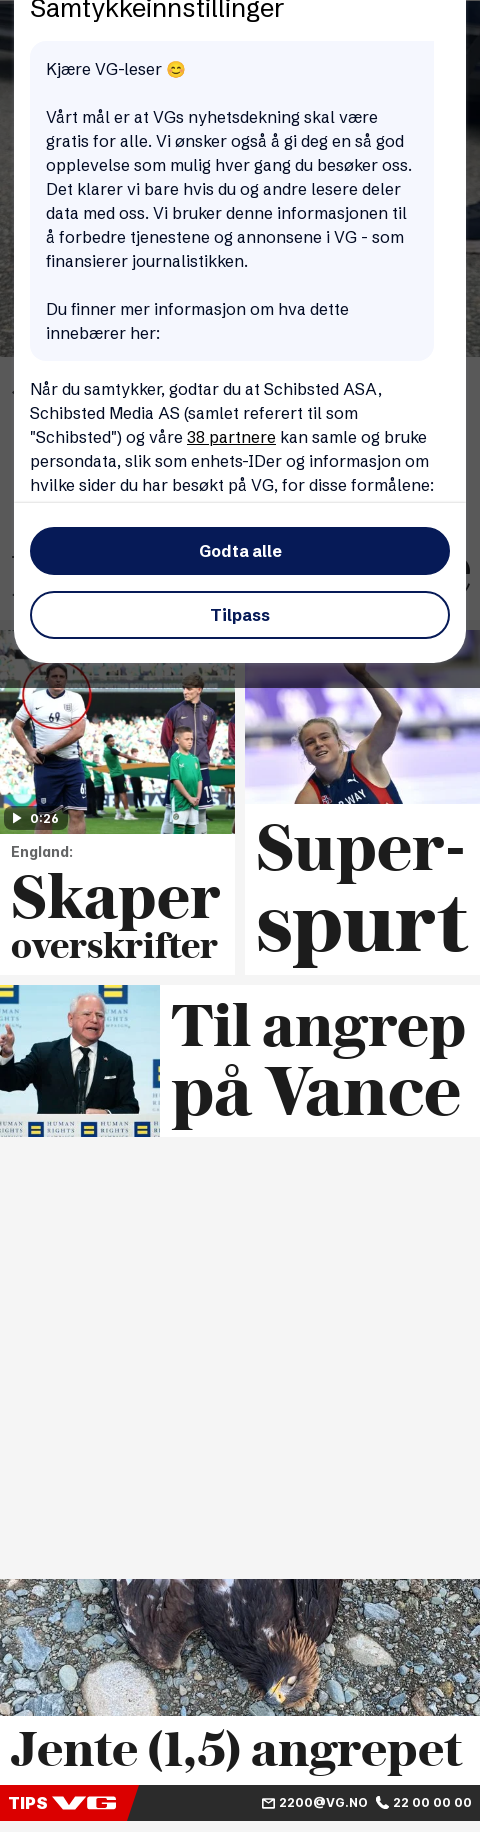 Samtykkeinnstillinger
Kjære VG-leser 😊
Vårt mål er at VGs nyhetsdekning skal være
gratis for alle. Vi ønsker også å gi deg en så god
opplevelse som mulig hver gang du besøker oss.
Det klarer vi bare hvis du og andre lesere deler
data med oss. Vi bruker denne informasjonen til
å forbedre tjenestene og annonsene i VG - som
finansierer journalistikken.
Du finner mer informasjon om hva dette
innebærer her:
Når du samtykker, godtar du at Schibsted ASA,
Schibsted Media AS (samlet referert til som
"Schibsted") og våre 38 partnere kan samle og bruke
persondata, slik som enhets-IDer og informasjon om
hvilke sider du har besøkt på VG, for disse formålene:
Godta alle
Tilpass
69
0:26
England:
Skaper
overskrifter
Super-
spurt
Til angrep
på Vance
HUMAN
RIGHTS
HUMAN
RIGHTS
HUMAN
RIGHTS
Jente (1,5) angrepet
TIPS VG
2200@VG.NO
22 00 00 00